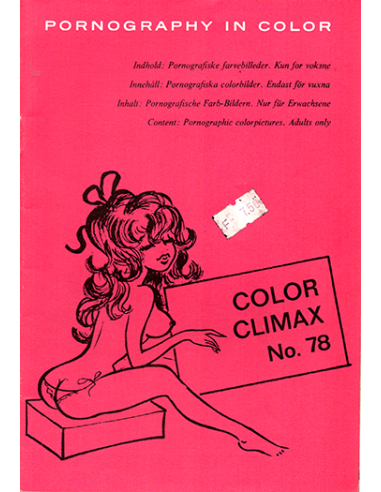 PORNOGRAPHY IN COLOR
Indhold: Pornografiske farvebilleder. Kun for voksne
Innehåll: Pornografiska colorbilder. Endast för vuxna
Inhalt: Pornografische Farb-Bildern. Nur für Erwachsene
Content: Pornographic colorpictures. Adults only
COLOR
CLIMAX
No. 78